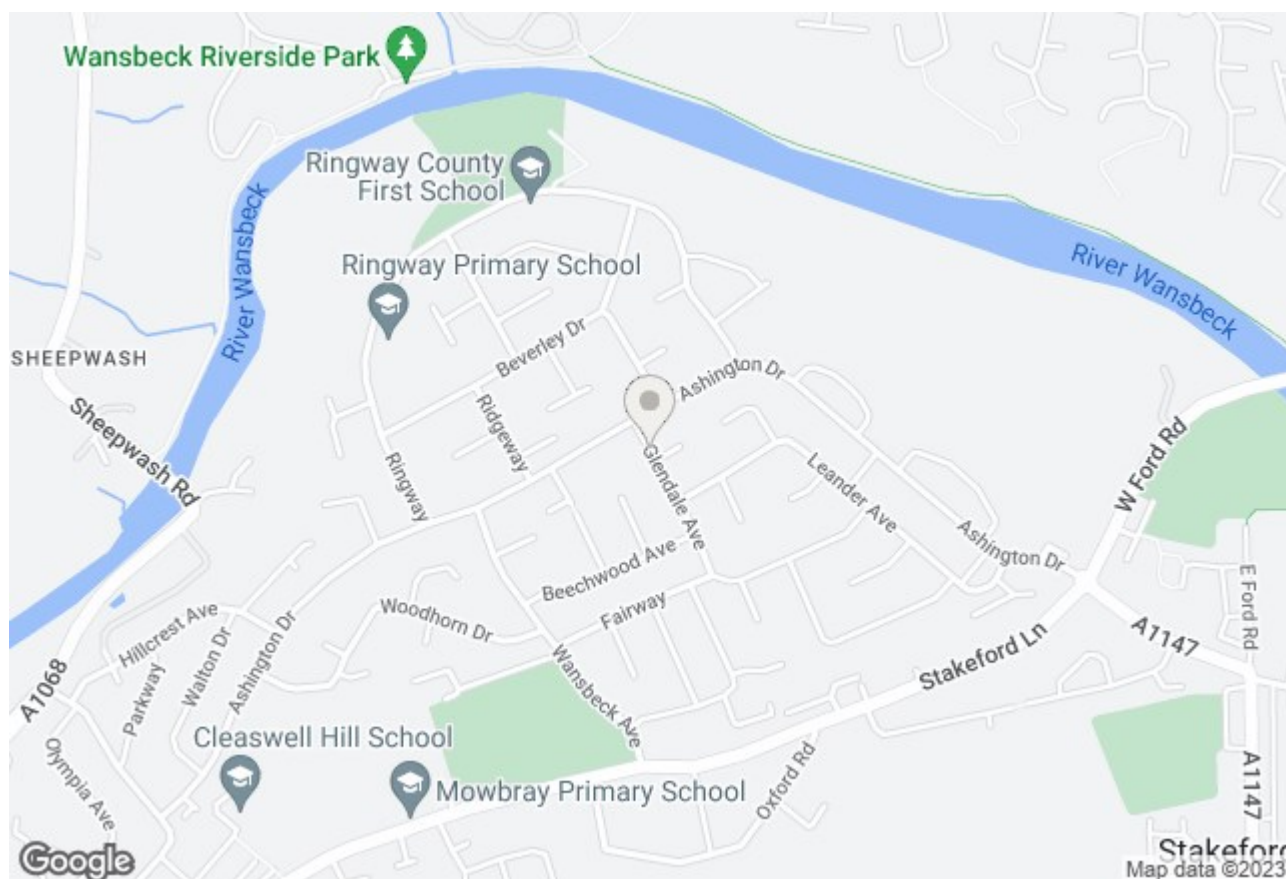 Wansbeck Riverside Park
Ringway County
First School
River Wansbeck
River Wansbeck
Ringway Primary School
SHEEPWASH
Beverley Dr
Ashington Dr
Sheepwash Rd
Ridgeway
Ringway
Glendale Ave
Leander Ave
W Ford Rd
Ashington Dr
Beechwood Ave
Fairway
Woodhorn Dr
Hillcrest Ave
Walton Dr
Ashington Dr
Parkway
A1068
Wansbeck Ave
Stakeford Ln
A1147
E Ford Rd
Cleaswell Hill School
Olympia Ave
Mowbray Primary School
Oxford Rd
A1147
Stakeford
Google
Map data ©2023